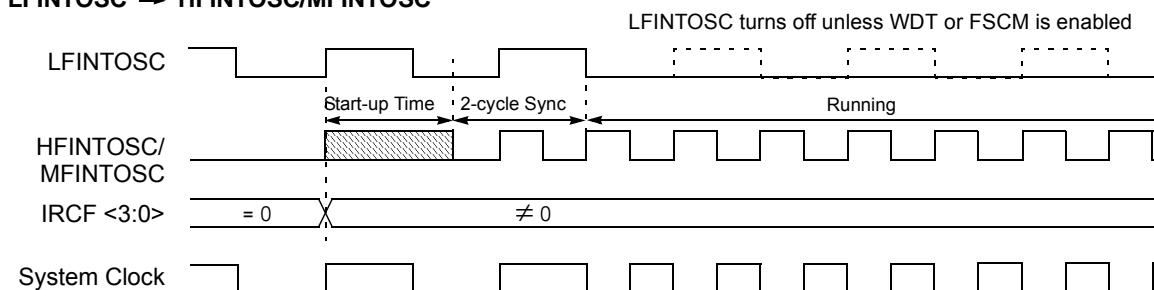 LFINTOSC → HFINTOSC/MFINTOSC
LFINTOSC turns off unless WDT or FSCM is enabled
LFINTOSC
Start-up Time 2-cycle Sync Running
HFINTOSC/
MFINTOSC
IRCF <3:0> = 0 ≠ 0
System Clock